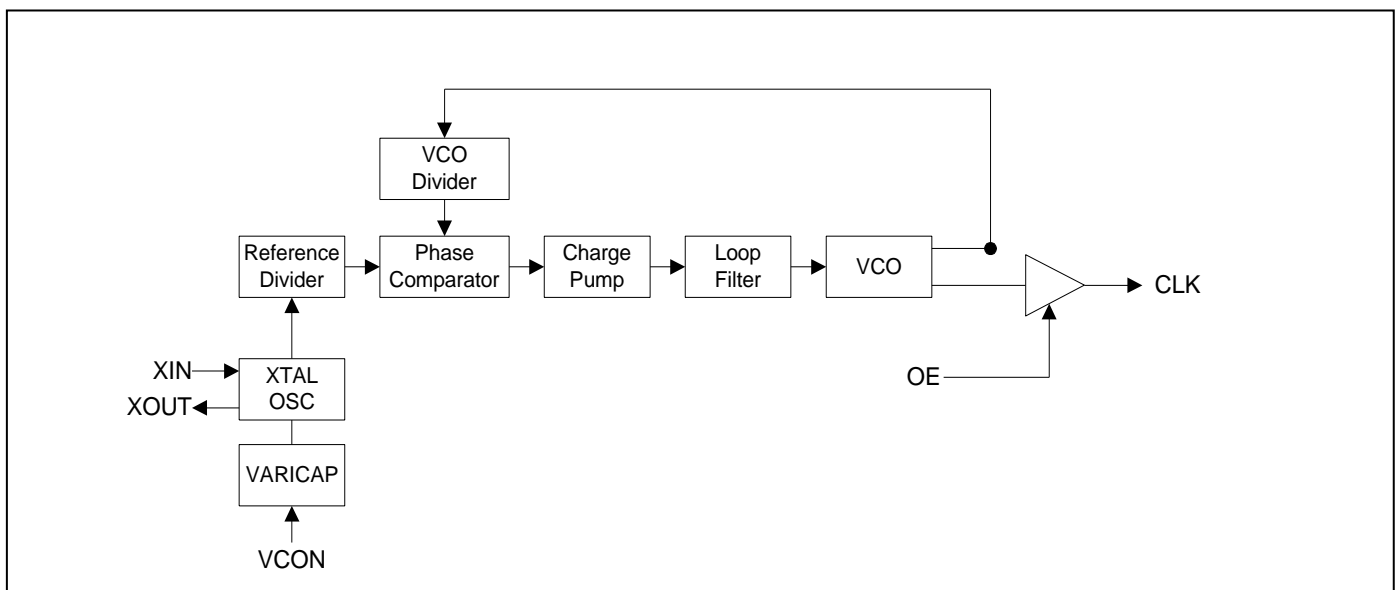 VCO
Divider
Reference
Divider
Phase
Comparator
Charge
Pump
Loop
Filter
VCO
CLK
XIN
XOUT
XTAL
OSC
OE
VARICAP
VCON